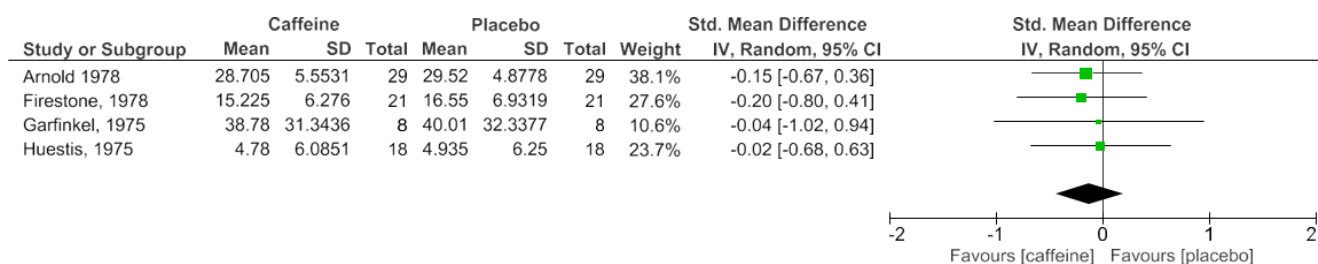 Caffeine Placebo Std. Mean Difference Std. Mean Difference
Study or Subgroup Mean SD Total Mean SD Total Weight IV, Random, 95% CI IV, Random, 95% CI
Arnold 1978 28.705 5.5531 29 29.52 4.8778 29 38.1% -0.15 [-0.67, 0.36]
Firestone, 1978 15.225 6.276 21 16.55 6.9319 21 27.6% -0.20 [-0.80, 0.41]
Garfinkel, 1975 38.78 31.3436 8 40.01 32.3377 8 10.6% -0.04 [-1.02, 0.94]
Huestis, 1975 4.78 6.0851 18 4.935 6.25 18 23.7% -0.02 [-0.68, 0.63]
-2 -1 0 1 2
Favours [caffeine] Favours [placebo]